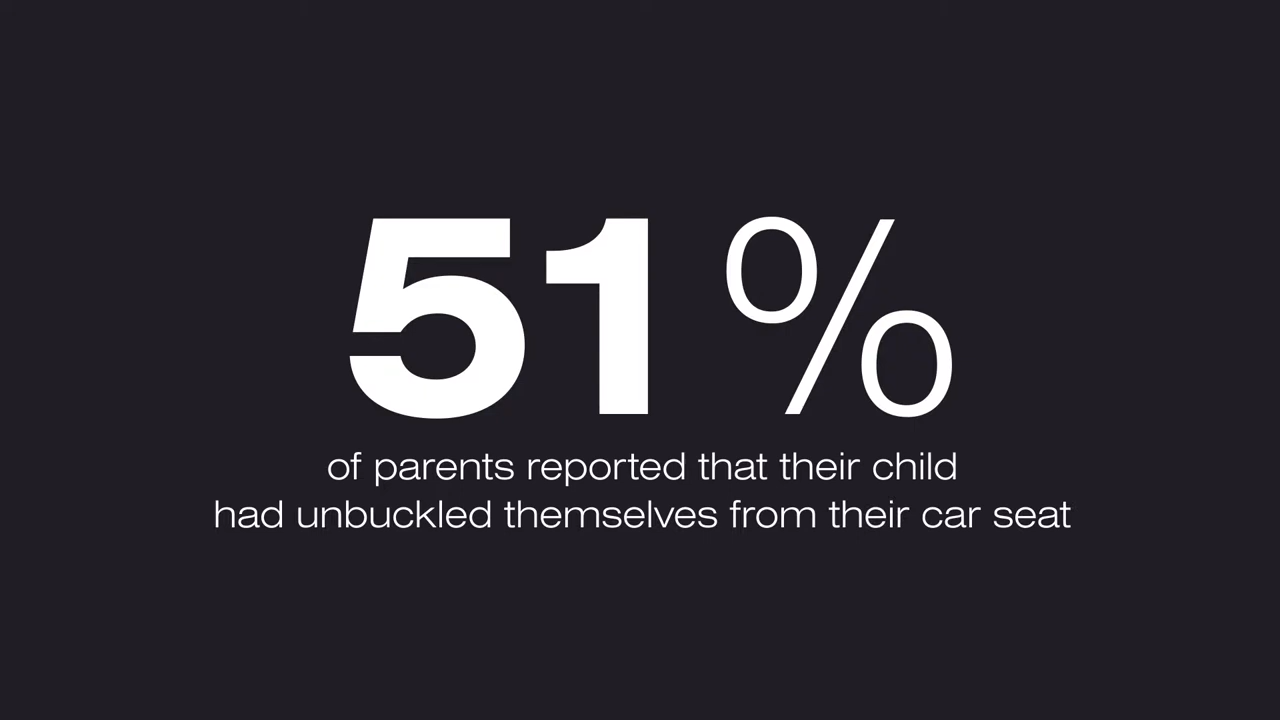 51%
of parents reported that their child
had unbuckled themselves from their car seat